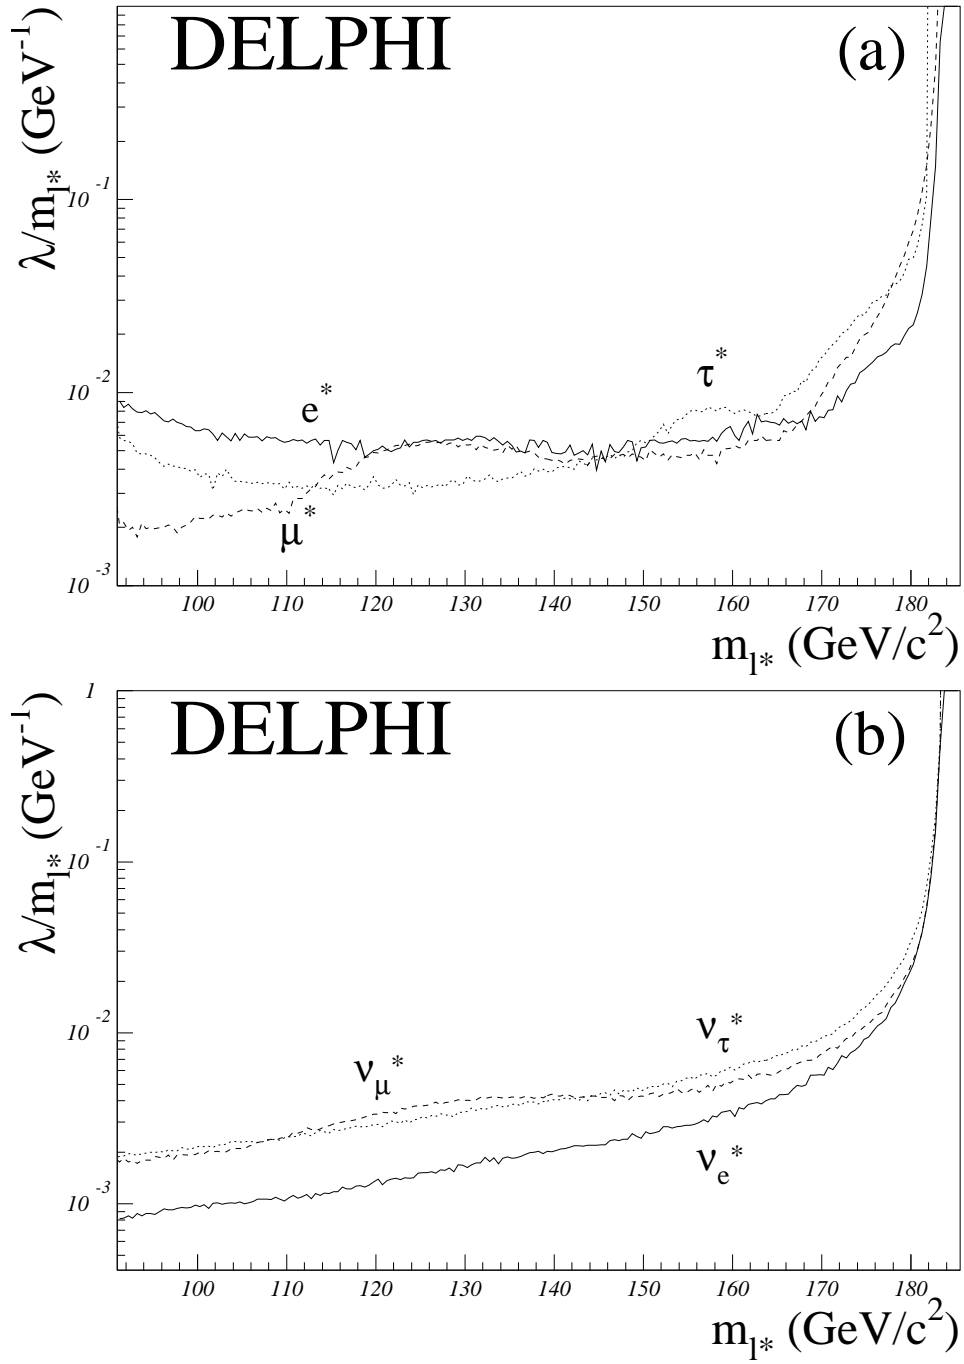 DELPHI
(a)
λ/m_l* (GeV^-1)
10^-1
10^-2
10^-3
e*
μ*
τ*
100 110 120 130 140 150 160 170 180
m_l* (GeV/c^2)
DELPHI
(b)
λ/m_l* (GeV^-1)
1
10^-1
10^-2
10^-3
ν_μ*
ν_τ*
ν_e*
100 110 120 130 140 150 160 170 180
m_l* (GeV/c^2)